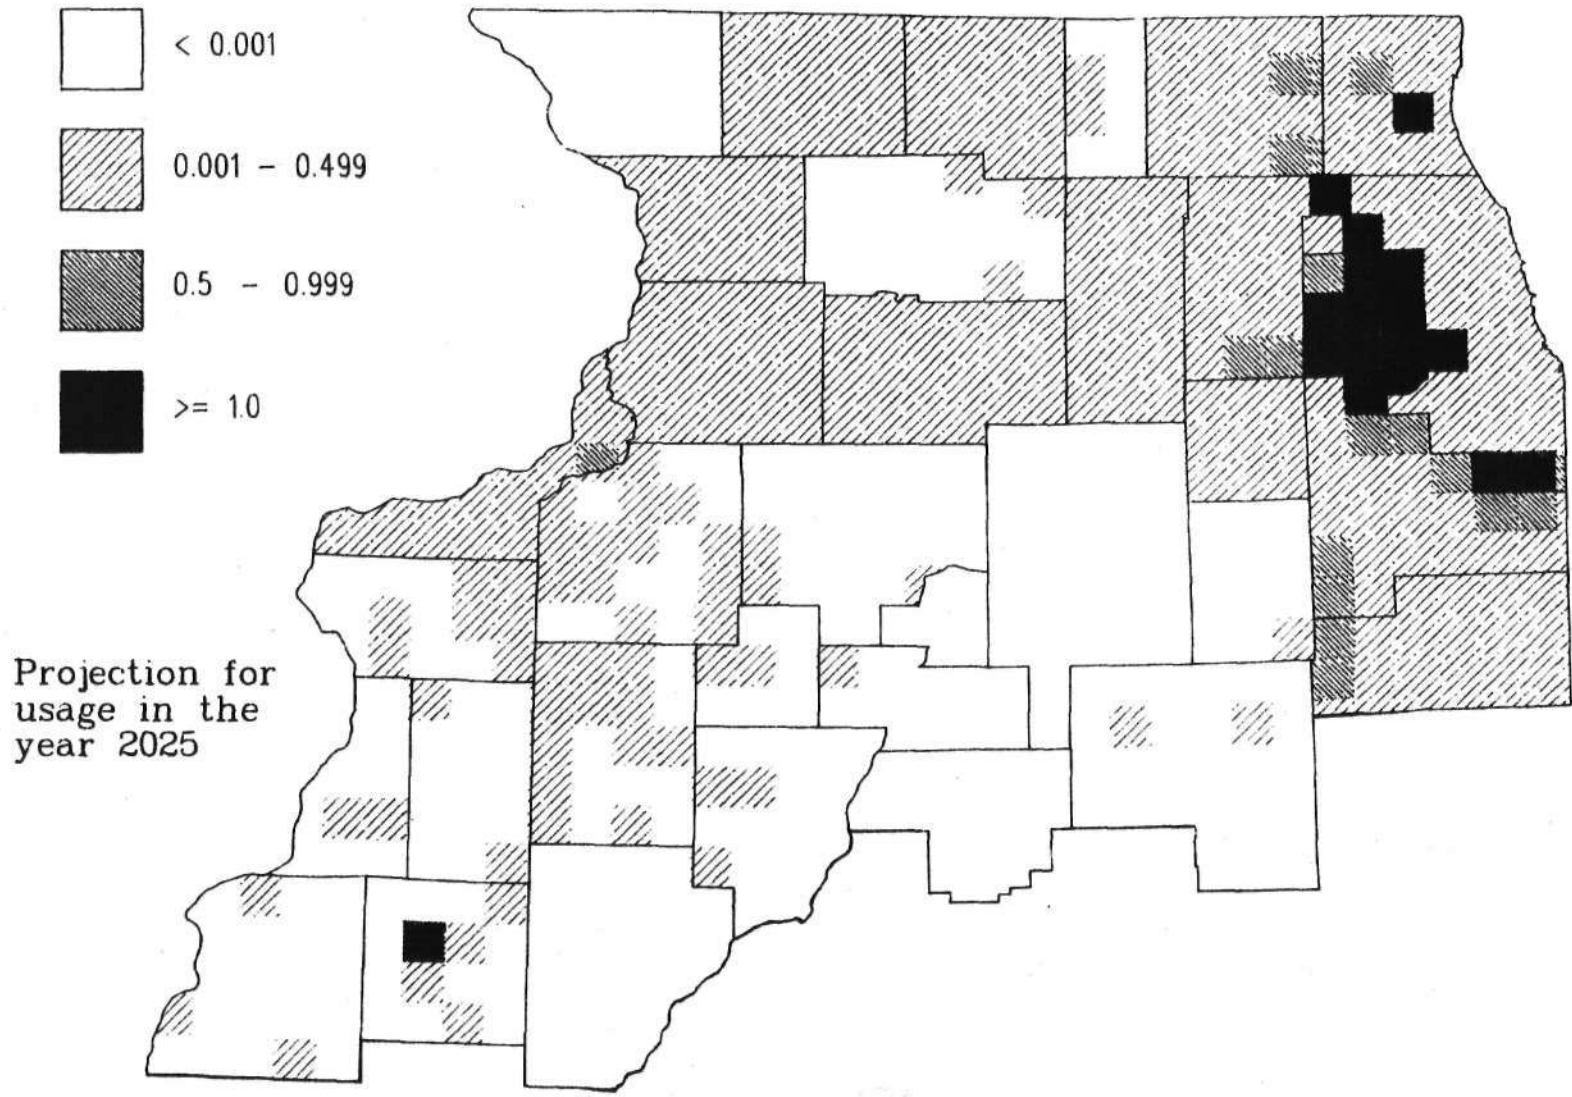 < 0.001
0.001 - 0.499
0.5 - 0.999
>= 1.0
Projection for
usage in the
year 2025